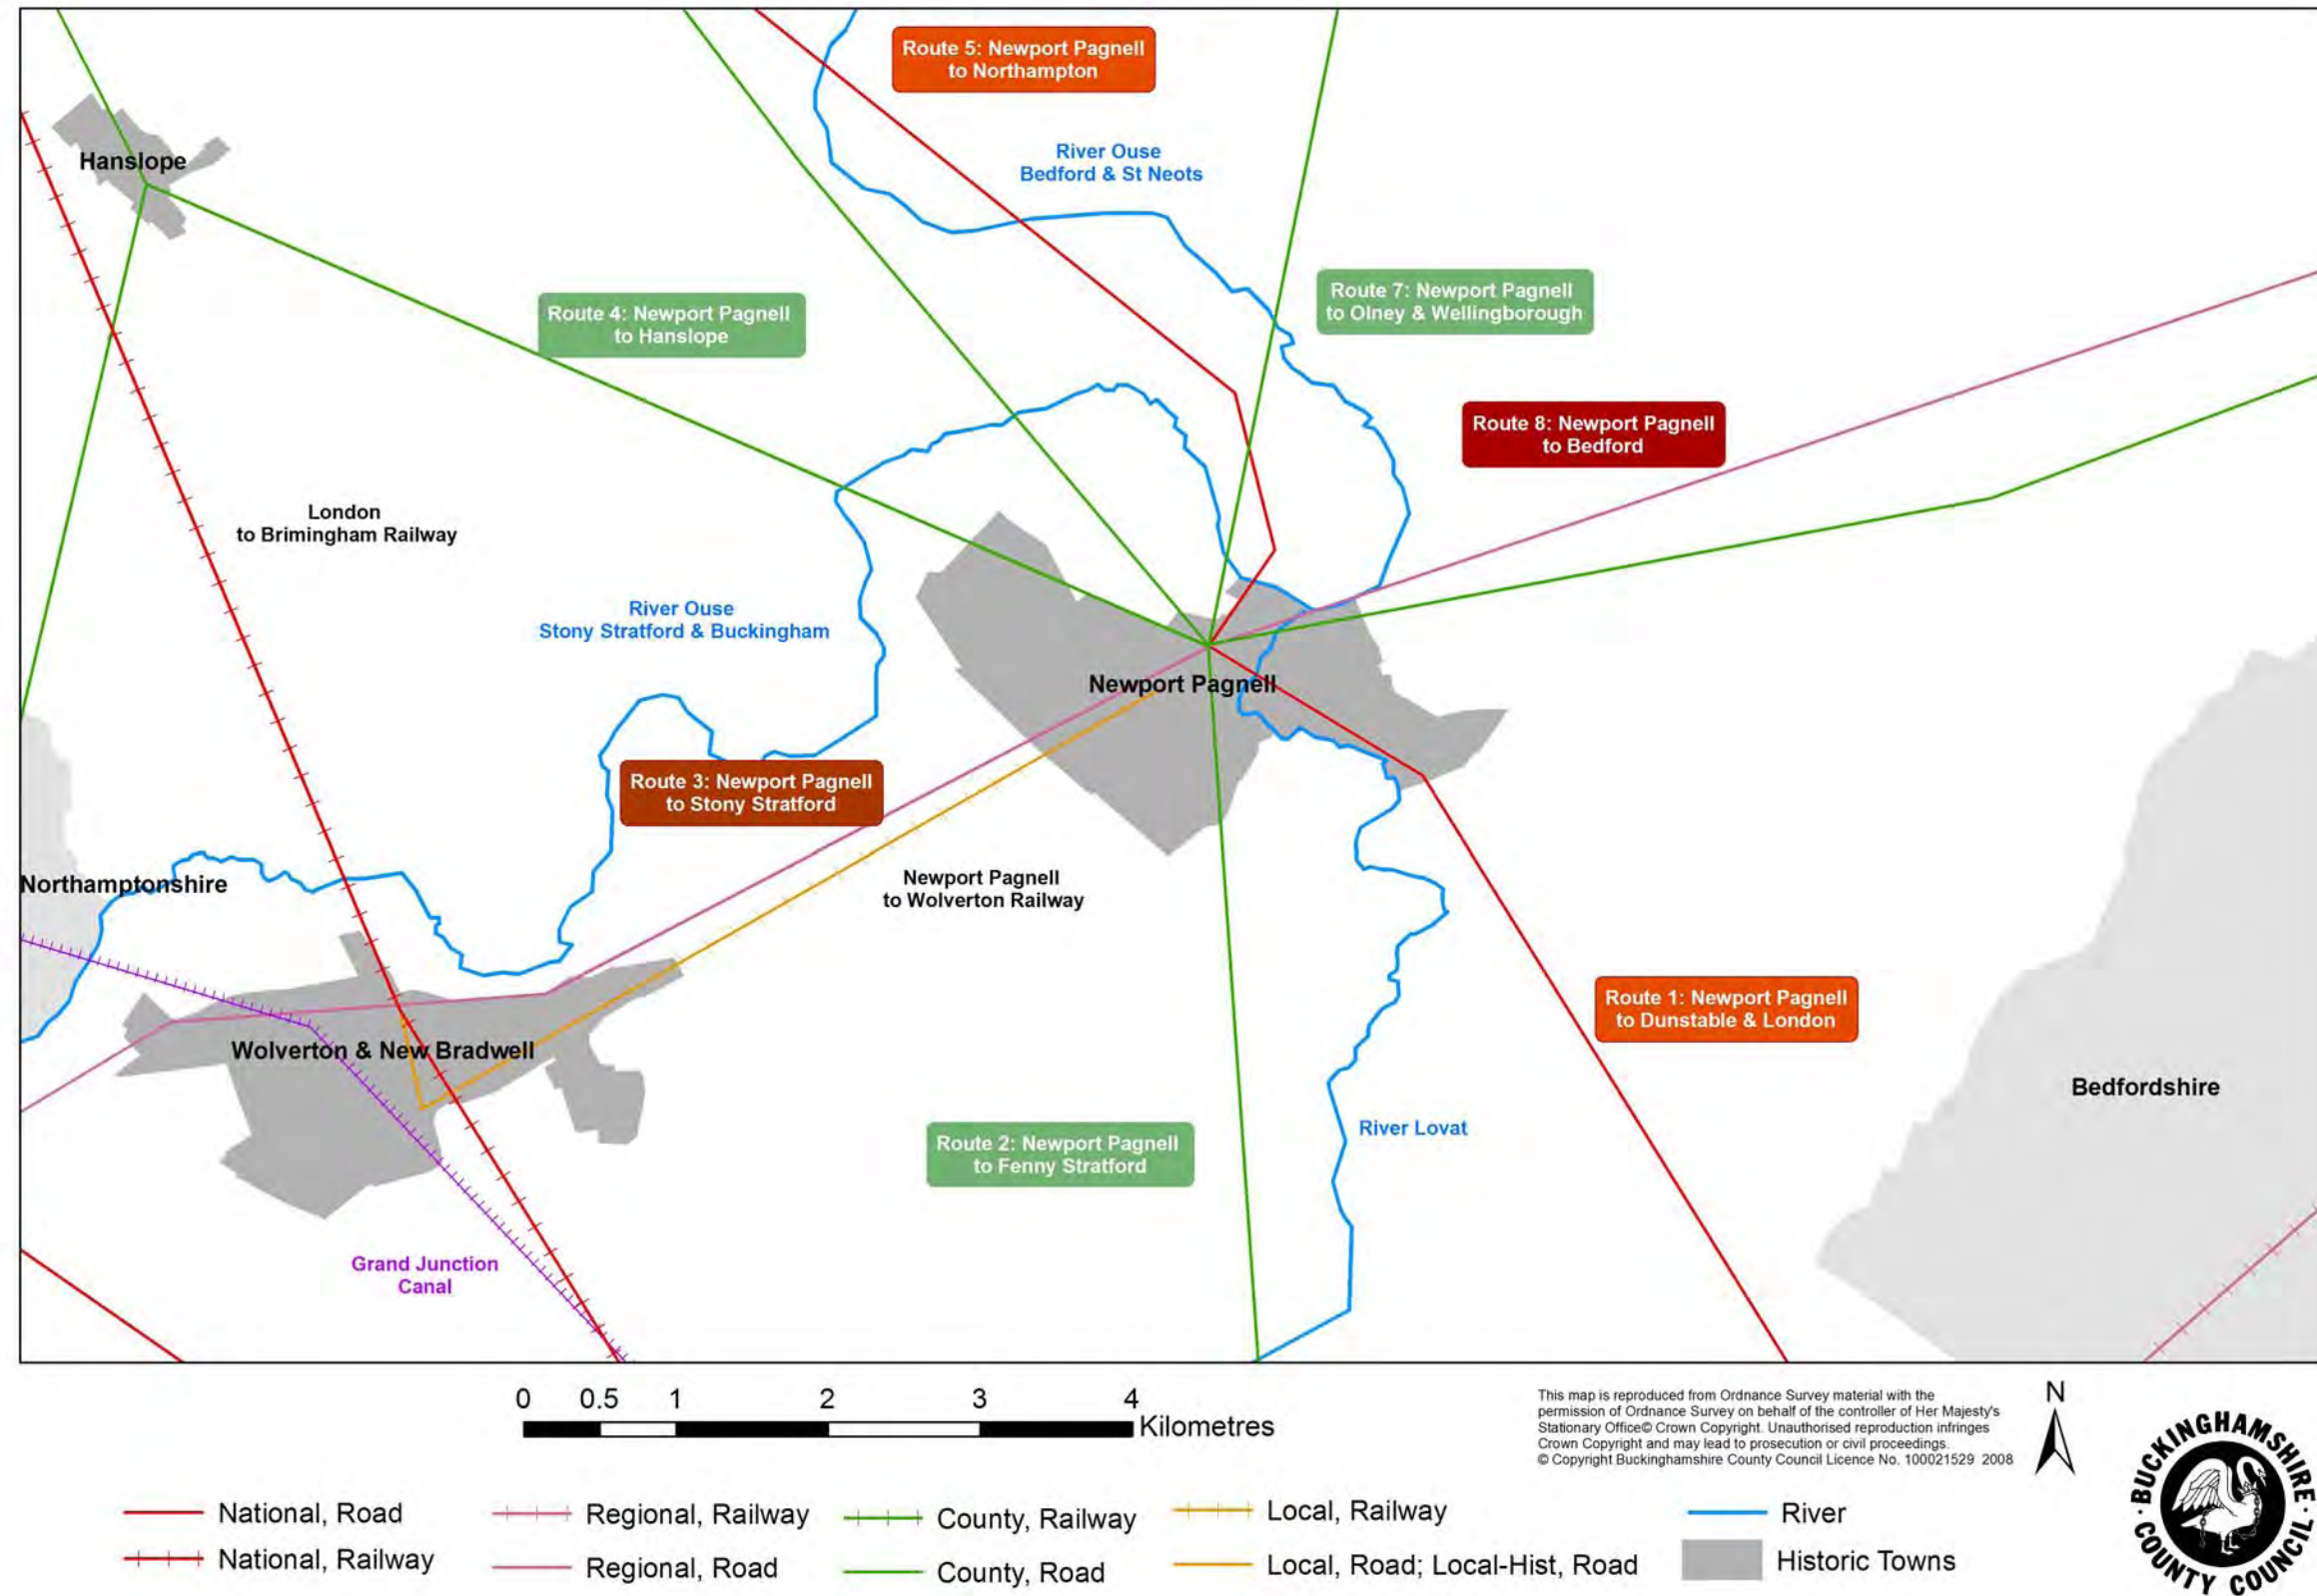 Route 5: Newport Pagnell
to Northampton
River Ouse
Bedford & St Neots
Hanslope
Route 7: Newport Pagnell
to Olney & Wellingborough
Route 4: Newport Pagnell
to Hanslope
Route 8: Newport Pagnell
to Bedford
London
to Brimingham Railway
River Ouse
Stony Stratford & Buckingham
Newport Pagnell
Route 3: Newport Pagnell
to Stony Stratford
Northamptonshire
Newport Pagnell
to Wolverton Railway
Route 1: Newport Pagnell
to Dunstable & London
Wolverton & New Bradwell
Bedfordshire
River Lovat
Route 2: Newport Pagnell
to Fenny Stratford
Grand Junction
Canal
0 0.5 1 2 3 4
Kilometres
This map is reproduced from Ordnance Survey material with the
permission of Ordnance Survey on behalf of the controller of Her Majesty's
Stationary Office© Crown Copyright. Unauthorised reproduction infringes
Crown Copyright and may lead to prosecution or civil proceedings.
© Copyright Buckinghamshire County Council Licence No. 100021529 2008
N
BUCKINGHAMSHIRE
COUNTY COUNCIL
National, Road
National, Railway
Regional, Railway
Regional, Road
County, Railway
County, Road
Local, Railway
Local, Road; Local-Hist, Road
River
Historic Towns